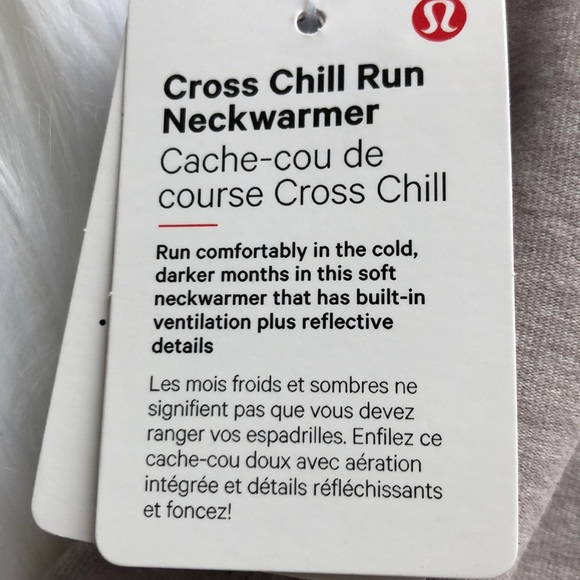 Cross Chill Run
Neckwarmer
Cache-cou de
course Cross Chill
Run comfortably in the cold,
darker months in this soft
neckwarmer that has built-in
ventilation plus reflective
details
Les mois froids et sombres ne
signifient pas que vous devez
ranger vos espadrilles. Enfilez ce
cache-cou doux avec aération
intégrée et détails réfléchissants
et foncez!